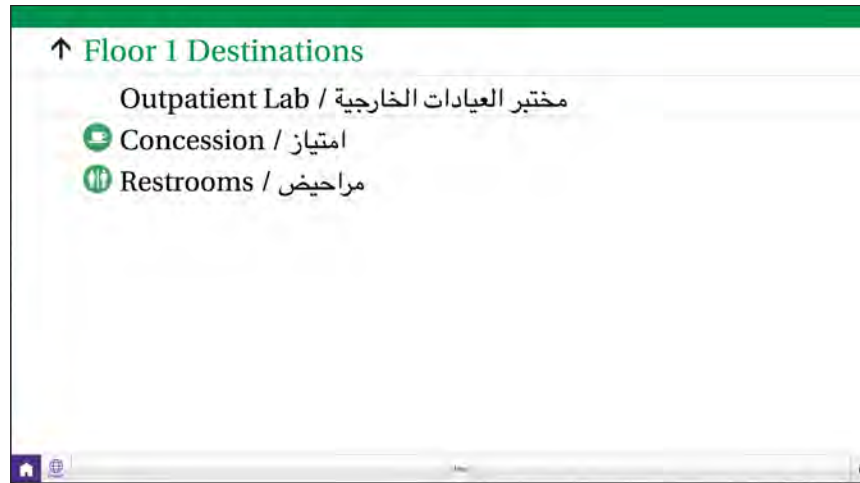 ↑ Floor 1 Destinations
Outpatient Lab / مختبر العيادات الخارجية
Concession / امتياز
Restrooms / مراحيض